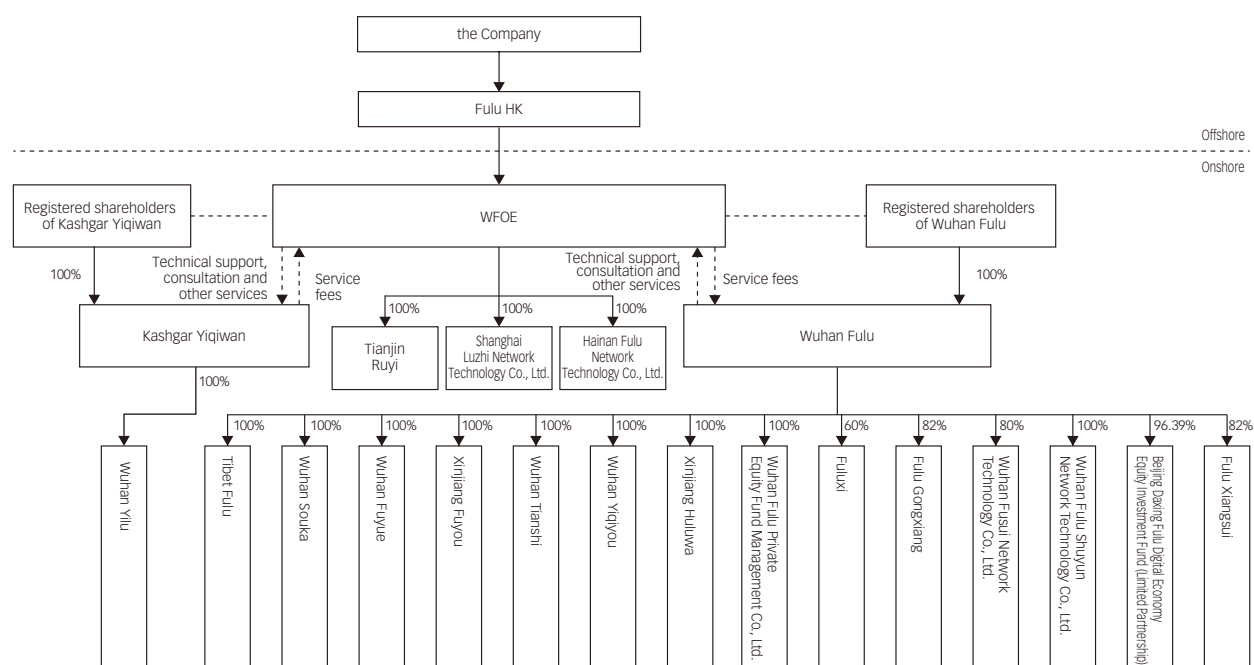 the Company
Fulu HK
Offshore
Onshore
Registered shareholders
of Kashgar Yiqiwan
WFOE
Registered shareholders
of Wuhan Fulu
100%
Technical support,
consultation and
other services
Service
fees
Technical support,
consultation and
other services
Service fees
100%
100%
100%
100%
Kashgar Yiqiwan
Tianjin
Ruyi
Shanghai
Luzhi Network
Technology Co., Ltd.
Hainan Fulu
Network
Technology Co., Ltd.
Wuhan Fulu
100%
100%
100%
100%
100%
100%
100%
100%
100%
60%
82%
80%
100%
96.39%
82%
Wuhan Yilu
Tibet Fulu
Wuhan Souka
Wuhan Fuyue
Xinjiang Fuyou
Wuhan Tianshi
Wuhan Yiqiyou
Xinjiang Huluwa
Wuhan Fulu Private
Equity Fund Management Co., Ltd.
Fuluxi
Fulu Gongxiang
Wuhan Fusui Network
Technology Co., Ltd.
Wuhan Fulu Shuyun
Network Technology Co., Ltd.
Beijing Daxing Fulu Digital Economy
Equity Investment Fund (Limited Partnership)
Fulu Xiangsui